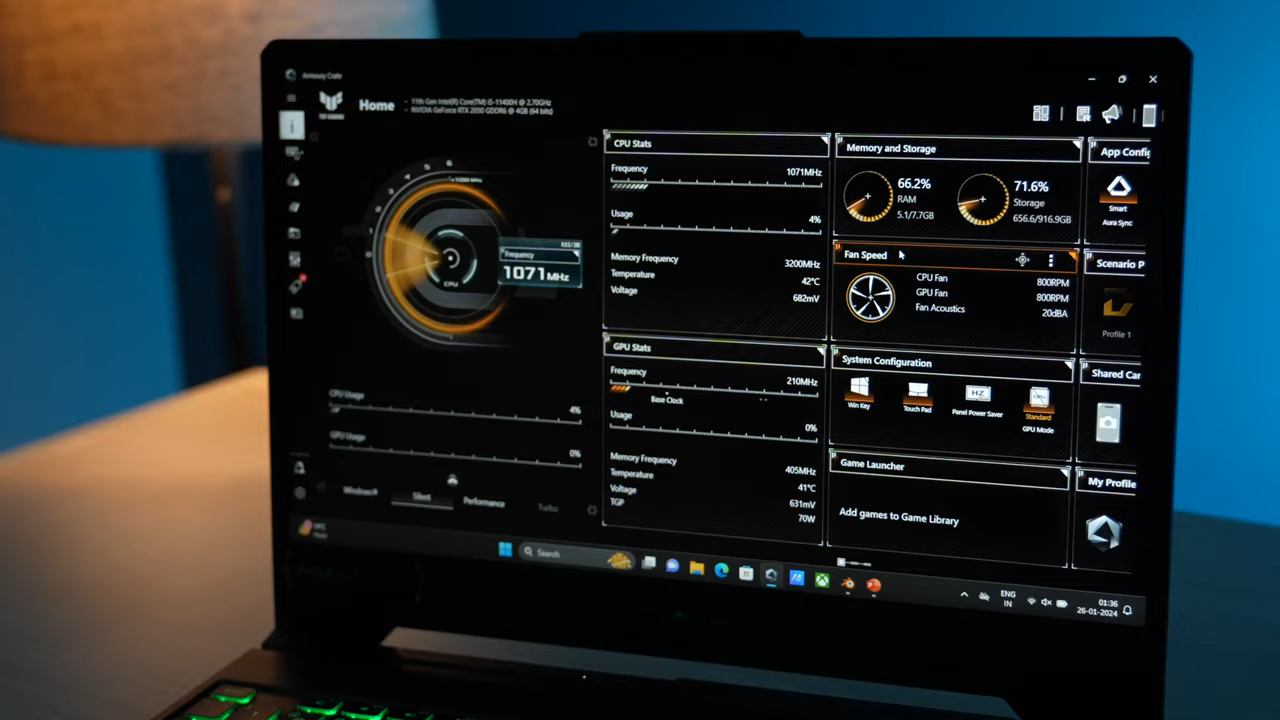 Armoury Crate
TUF GAMING
Home
11th Gen Intel(R) Core(TM) i5-11400H @ 2.70GHz
NVIDIA GeForce RTX 2050 GDDR6 @ 4GB (64 bits)
CPU
Frequency
1071MHz
CPU Usage
4%
GPU Usage
0%
Windows®
Silent
Performance
Turbo
CPU Stats
Frequency
1071MHz
Usage
4%
Memory Frequency
3200MHz
Temperature
42°C
Voltage
682mV
GPU Stats
Frequency
210MHz
Base Clock
Usage
0%
Memory Frequency
405MHz
Temperature
41°C
Voltage
631mV
TGP
70W
Memory and Storage
66.2%
RAM
5.1/7.7GB
71.6%
Storage
656.6/916.9GB
Fan Speed
CPU Fan
800RPM
GPU Fan
800RPM
Fan Acoustics
20dBA
System Configuration
Win Key
Touch Pad
HZ
Panel Power Saver
Standard
GPU Mode
Game Launcher
Add games to Game Library
App Config
Smart
Aura Sync
Scenario P
Profile 1
Shared Car
My Profile
Search
ENG
IN
01:36
26-01-2024